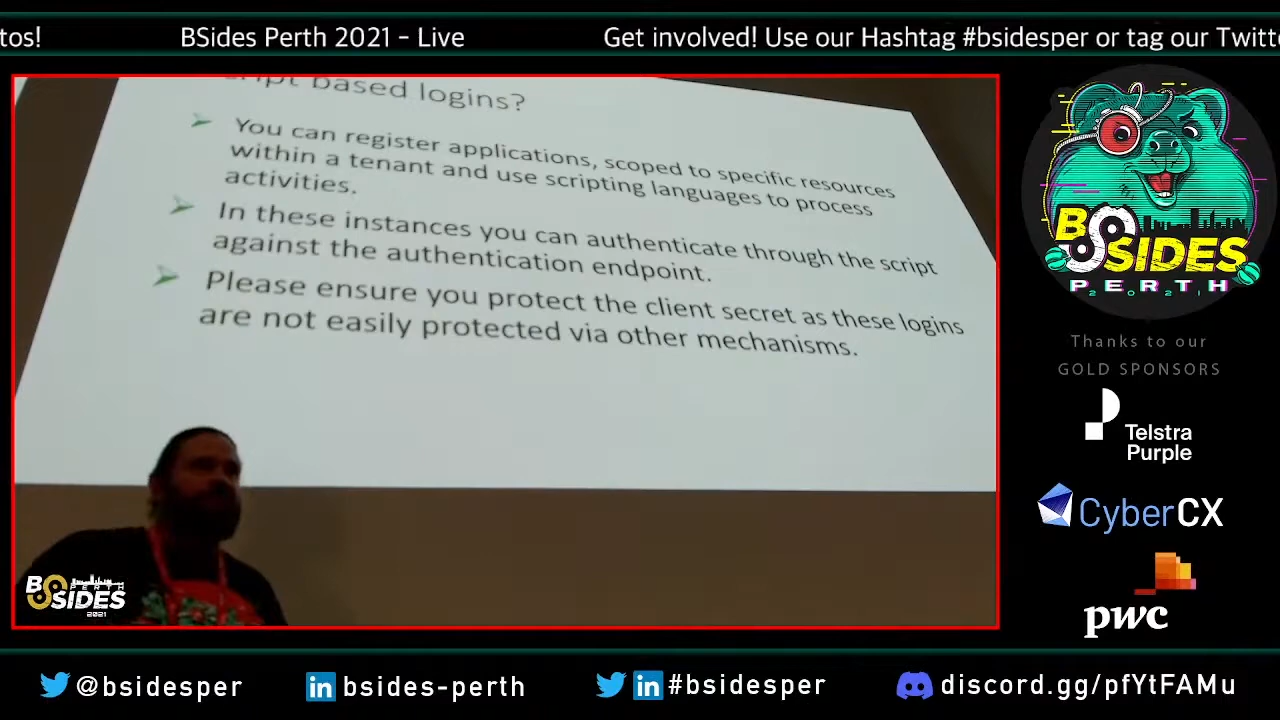 tos!
BSides Perth 2021 - Live
Get involved! Use our Hashtag #bsidesper or tag our Twitt
based logins?
You can register applications, scoped to specific resources
within a tenant and use scripting languages to process
activities.
In these instances you can authenticate through the script
against the authentication endpoint.
Please ensure you protect the client secret as these logins
are not easily protected via other mechanisms.
BSIDES
PERTH
2021
Thanks to our
GOLD SPONSORS
Telstra
Purple
CyberCX
pwc
BSIDES
PERTH
2021
@bsidesper
bsides-perth
#bsidesper
discord.gg/pfYtFAMu